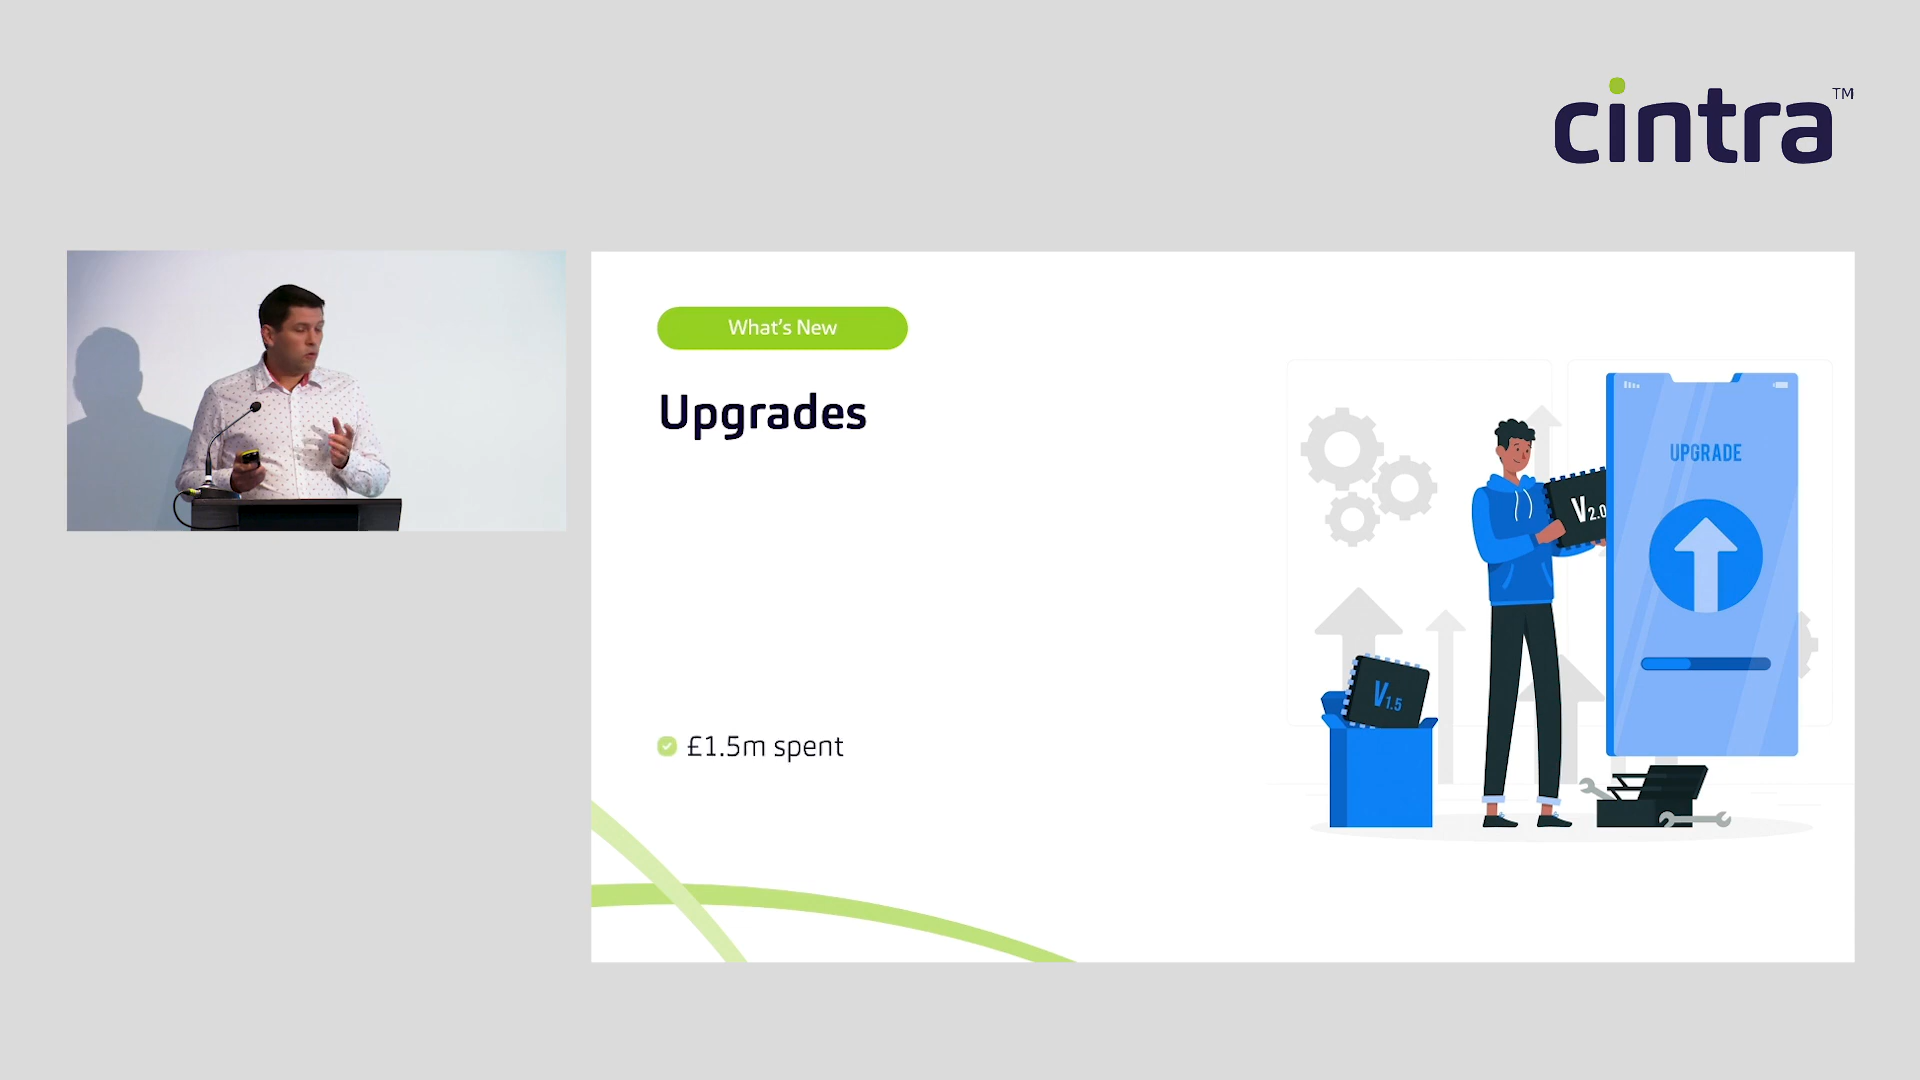 cintra™
What's New
Upgrades
UPGRADE
V2.0
V1.5
£1.5m spent